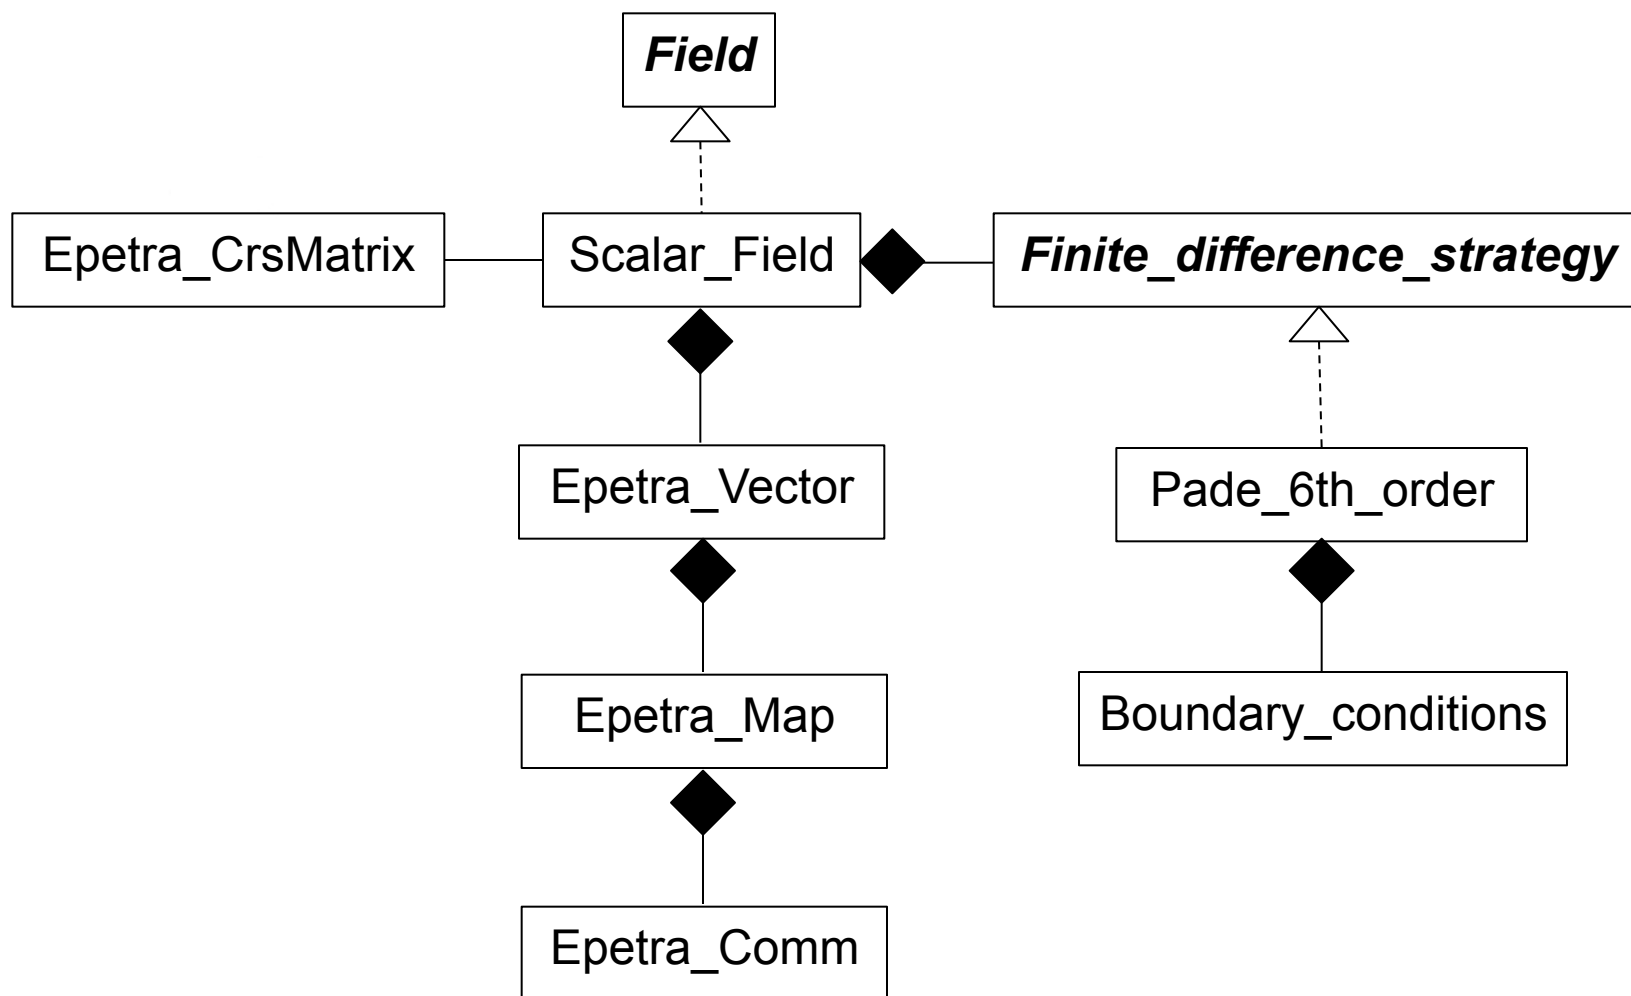 Field
Epetra_CrsMatrix
Scalar_Field
Finite_difference_strategy
Epetra_Vector
Pade_6th_order
Epetra_Map
Boundary_conditions
Epetra_Comm